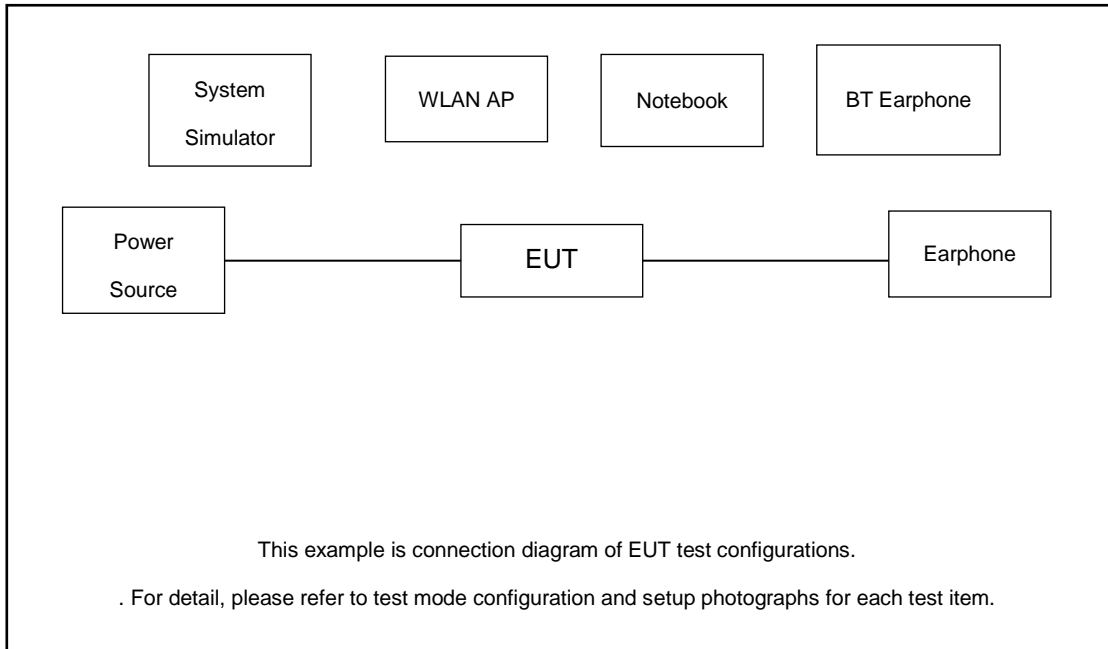 System
Simulator
WLAN AP
Notebook
BT Earphone
Power
Source
EUT
Earphone
This example is connection diagram of EUT test configurations.
. For detail, please refer to test mode configuration and setup photographs for each test item.